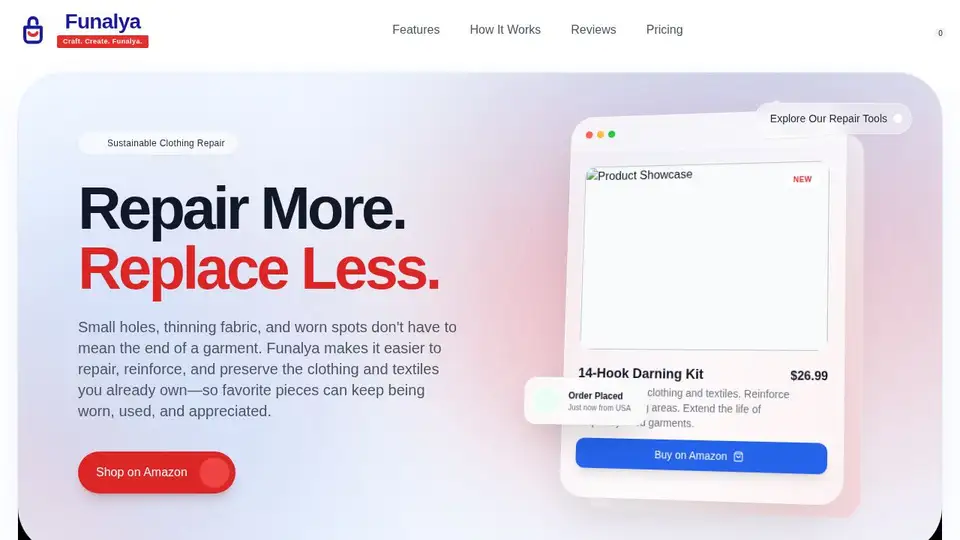 Funalya
Craft. Create. Funalya.
Features
How It Works
Reviews
Pricing
0
Explore Our Repair Tools
Sustainable Clothing Repair
Repair More.
Replace Less.
Small holes, thinning fabric, and worn spots don't have to
mean the end of a garment. Funalya makes it easier to
repair, reinforce, and preserve the clothing and textiles
you already own—so favorite pieces can keep being
worn, used, and appreciated.
Shop on Amazon
Product Showcase
NEW
14-Hook Darning Kit
$26.99
clothing and textiles. Reinforce
areas. Extend the life of
garments.
Order Placed
Just now from USA
Buy on Amazon